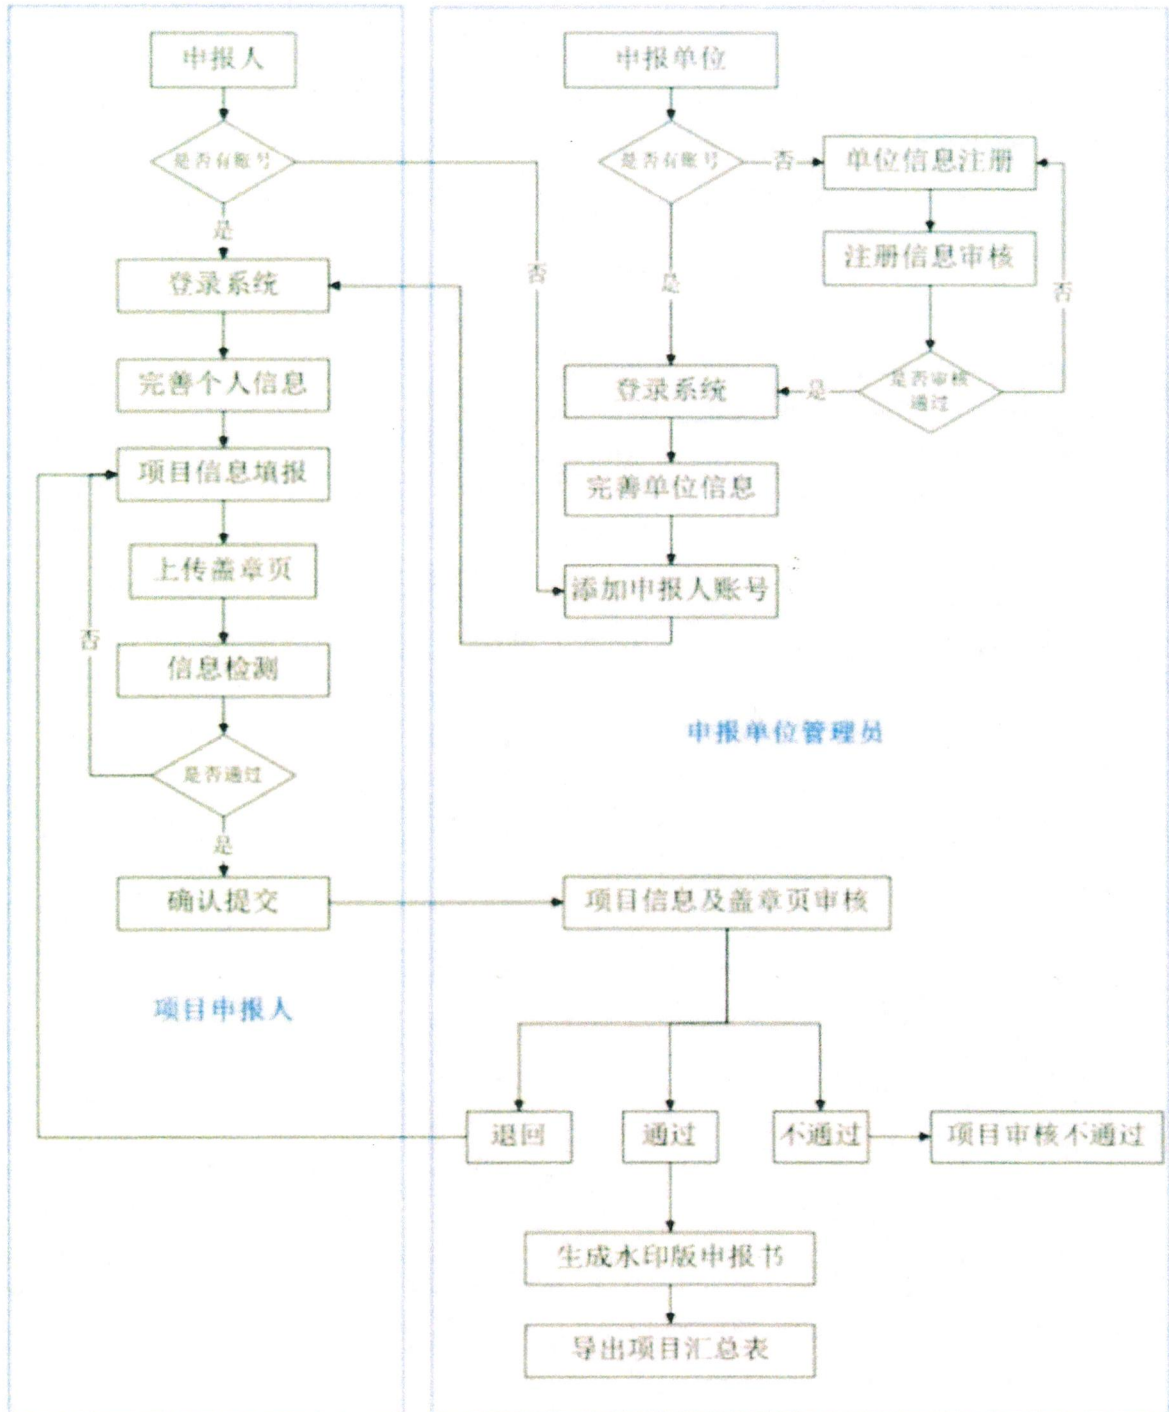 申报人
是否有账号
是
登录系统
完善个人信息
项目信息填报
上传盖章页
信息检测
否
是否通过
是
确认提交
项目申报人
否
申报单位
是否有账号
否
单位信息注册
注册信息审核
否
是
是否审核
通过
是
登录系统
完善单位信息
添加申报人账号
申报单位管理员
项目信息及盖章页审核
退回
通过
不通过
项目审核不通过
生成水印版申报书
导出项目汇总表